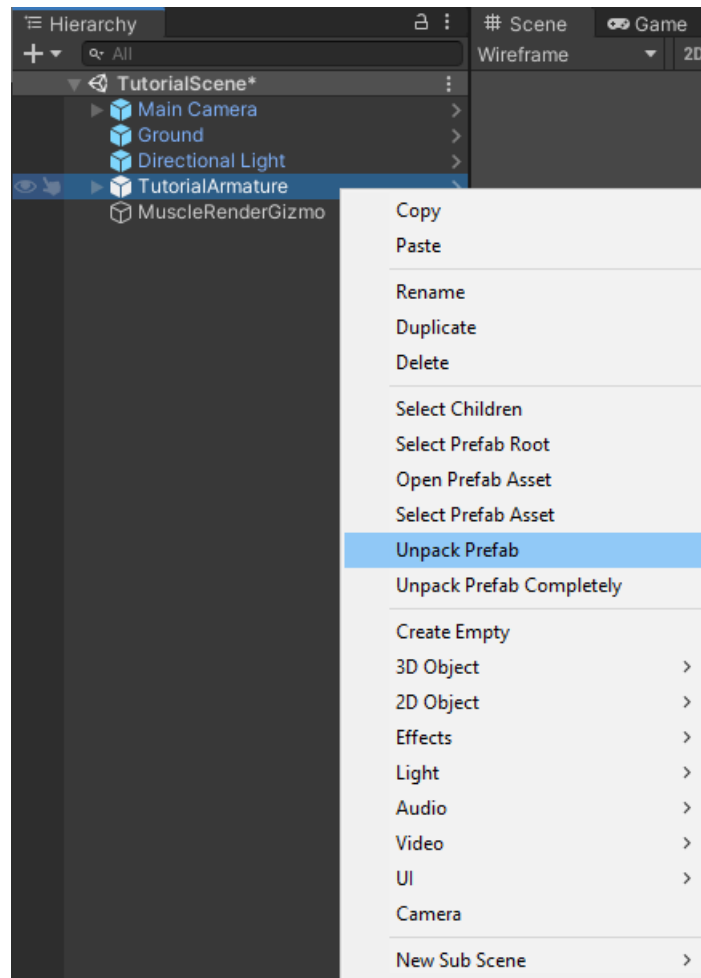 Hierarchy
# Scene
Game
All
Wireframe
2D
TutorialScene*
Main Camera
Ground
Directional Light
TutorialArmature
MuscleRenderGizmo
Copy
Paste
Rename
Duplicate
Delete
Select Children
Select Prefab Root
Open Prefab Asset
Select Prefab Asset
Unpack Prefab
Unpack Prefab Completely
Create Empty
3D Object
2D Object
Effects
Light
Audio
Video
UI
Camera
New Sub Scene